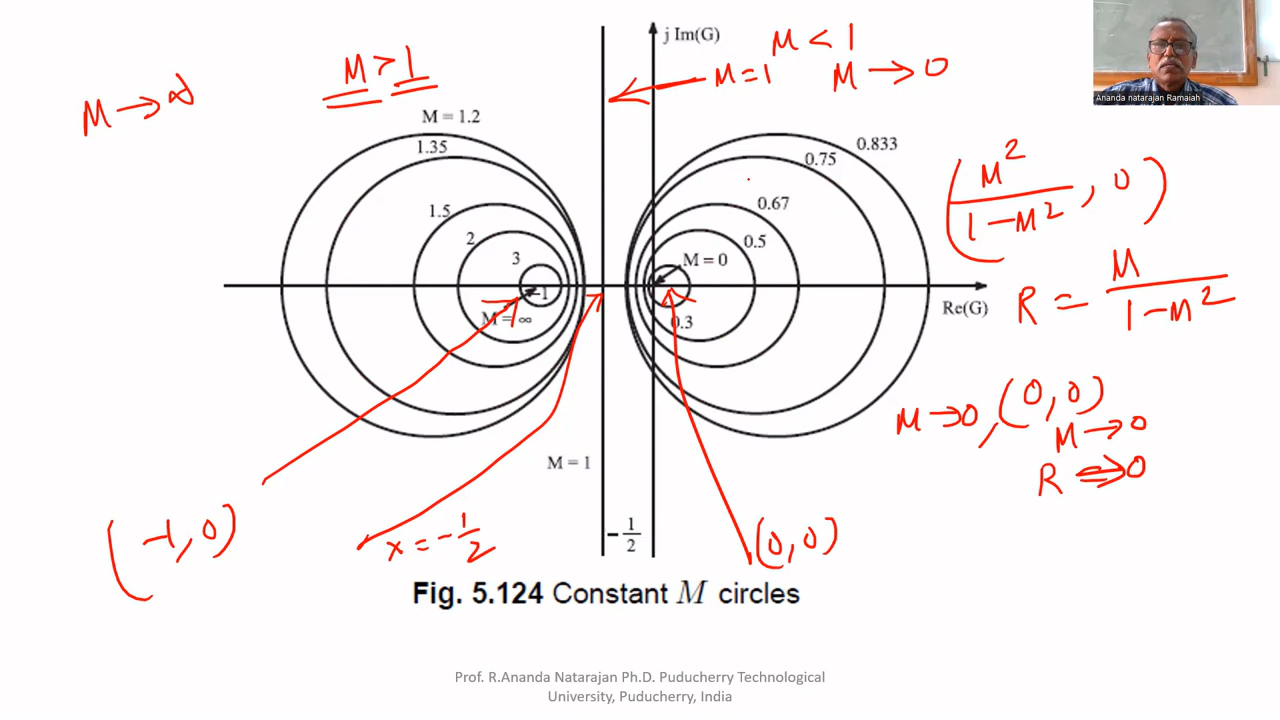 j Im(G)
M < 1
M > 1
M = 1
M → 0
M → ∞
Ananda natarajan Ramaiah
M = 1.2
1.35
0.833
0.75
(M²/1-M², 0)
1.5
0.67
2
0.5
3
M = 0
R = M/1-M²
-1
Re(G)
M = ∞
0.3
M → 0, (0, 0)
M → 0
R → 0
M = 1
(-1, 0)
x = -1/2
-1/2
(0, 0)
Fig. 5.124 Constant M circles
Prof. R.Ananda Natarajan Ph.D. Puducherry Technological
University, Puducherry, India